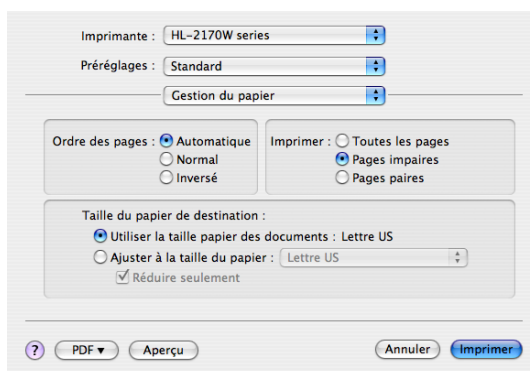 Imprimante : HL-2170W series
Préréglages : Standard
Gestion du papier
Ordre des pages : Automatique
Normal
Inversé
Imprimer : Toutes les pages
Pages impaires
Pages paires
Taille du papier de destination :
Utiliser la taille papier des documents : Lettre US
Ajuster à la taille du papier : Lettre US
Réduire seulement
? PDF ▼ Aperçu Annuler Imprimer